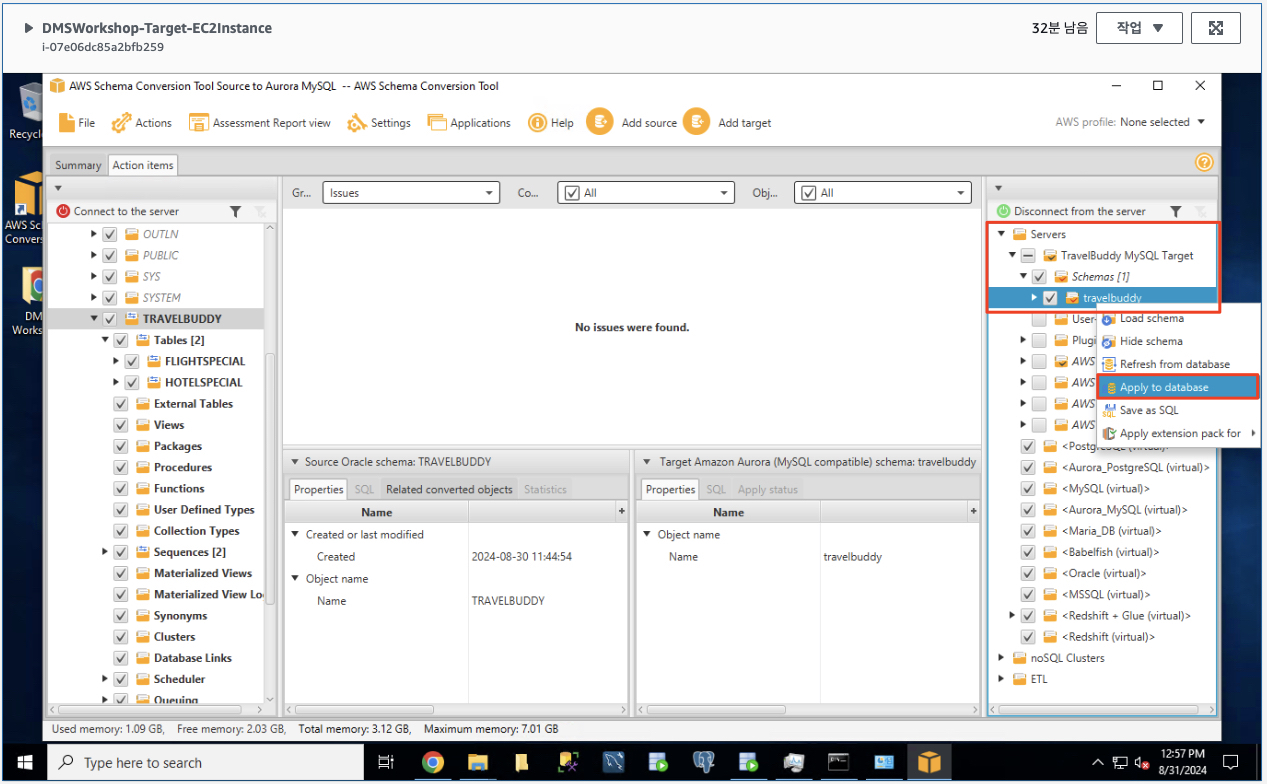 DMSWorkshop-Target-EC2Instance
i-07e06dc85a2bfb259
32분 남음
작업
AWS Schema Conversion Tool Source to Aurora MySQL -- AWS Schema Conversion Tool
File
Actions
Assessment Report view
Settings
Applications
Help
Add source
Add target
AWS profile: None selected
Summary
Action items
Connect to the server
OUTLN
PUBLIC
SYS
SYSTEM
TRAVELBUDDY
Tables [2]
FLIGHTSPECIAL
HOTELSPECIAL
External Tables
Views
Packages
Procedures
Functions
User Defined Types
Collection Types
Sequences [2]
Materialized Views
Materialized View Lo
Synonyms
Clusters
Database Links
Scheduler
Queuing
Gr... Issues
Co... All
Obj... All
No issues were found.
Source Oracle schema: TRAVELBUDDY
Properties SQL Related converted objects Statistics
Name +
Created or last modified
Created 2024-08-30 11:44:54
Object name
Name TRAVELBUDDY
Target Amazon Aurora (MySQL compatible) schema: travelbuddy
Properties SQL Apply status
Name +
Object name
Name travelbuddy
Disconnect from the server
Servers
TravelBuddy MySQL Target
Schemas [1]
travelbuddy
User-
Plugi
AWS
AWS
AWS
AWS
Load schema
Hide schema
Refresh from database
Apply to database
Save as SQL
Apply extension pack for
<PostgreSQL (virtual)>
<Aurora_PostgreSQL (virtual)>
<MySQL (virtual)>
<Aurora_MySQL (virtual)>
<Maria_DB (virtual)>
<Babelfish (virtual)>
<Oracle (virtual)>
<MSSQL (virtual)>
<Redshift + Glue (virtual)>
<Redshift (virtual)>
noSQL Clusters
ETL
Used memory: 1.09 GB, Free memory: 2.03 GB, Total memory: 3.12 GB, Maximum memory: 7.01 GB
Recycl
AWS Sc
Conver
DM
Works
Type here to search
12:57 PM
8/31/2024